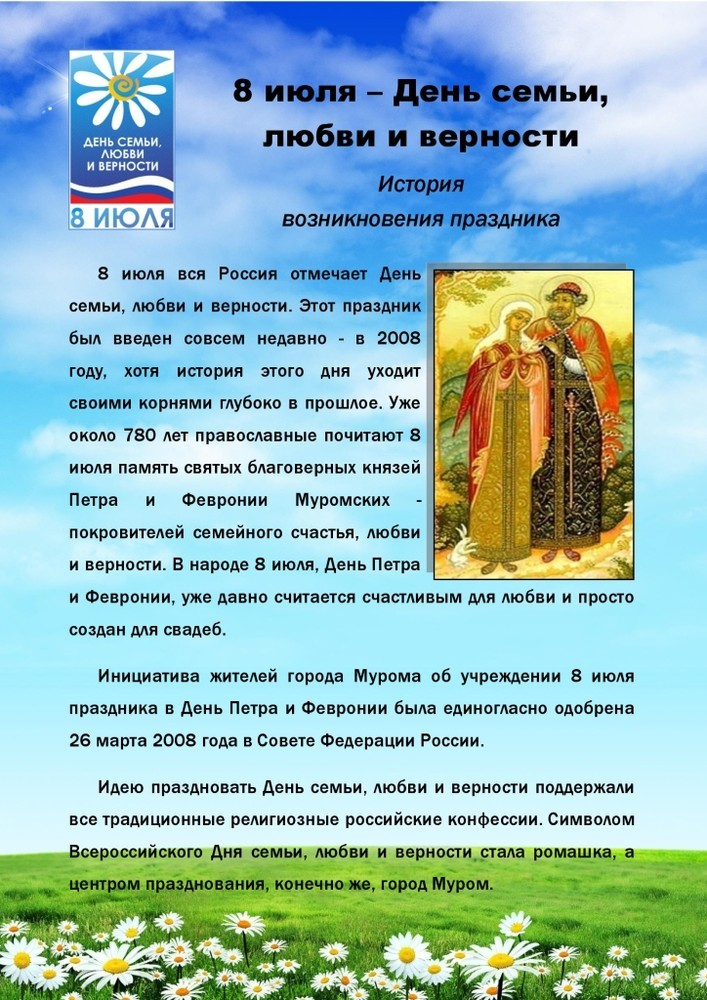 ДЕНЬ СЕМЬИ,
ЛЮБВИ
И ВЕРНОСТИ
8 ИЮЛЯ
8 июля – День семьи,
любви и верности
История
возникновения праздника
8 июля вся Россия отмечает День
семьи, любви и верности. Этот праздник
был введен совсем недавно - в 2008
году, хотя история этого дня уходит
своими корнями глубоко в прошлое. Уже
около 780 лет православные почитают 8
июля память святых благоверных князей
Петра и Февронии Муромских -
покровителей семейного счастья, любви
и верности. В народе 8 июля, День Петра
и Февронии, уже давно считается счастливым для любви и просто
создан для свадеб.
Инициатива жителей города Мурома об учреждении 8 июля
праздника в День Петра и Февронии была единогласно одобрена
26 марта 2008 года в Совете Федерации России.
Идею праздновать День семьи, любви и верности поддержали
все традиционные религиозные российские конфессии. Символом
Всероссийского Дня семьи, любви и верности стала ромашка, а
центром празднования, конечно же, город Муром.